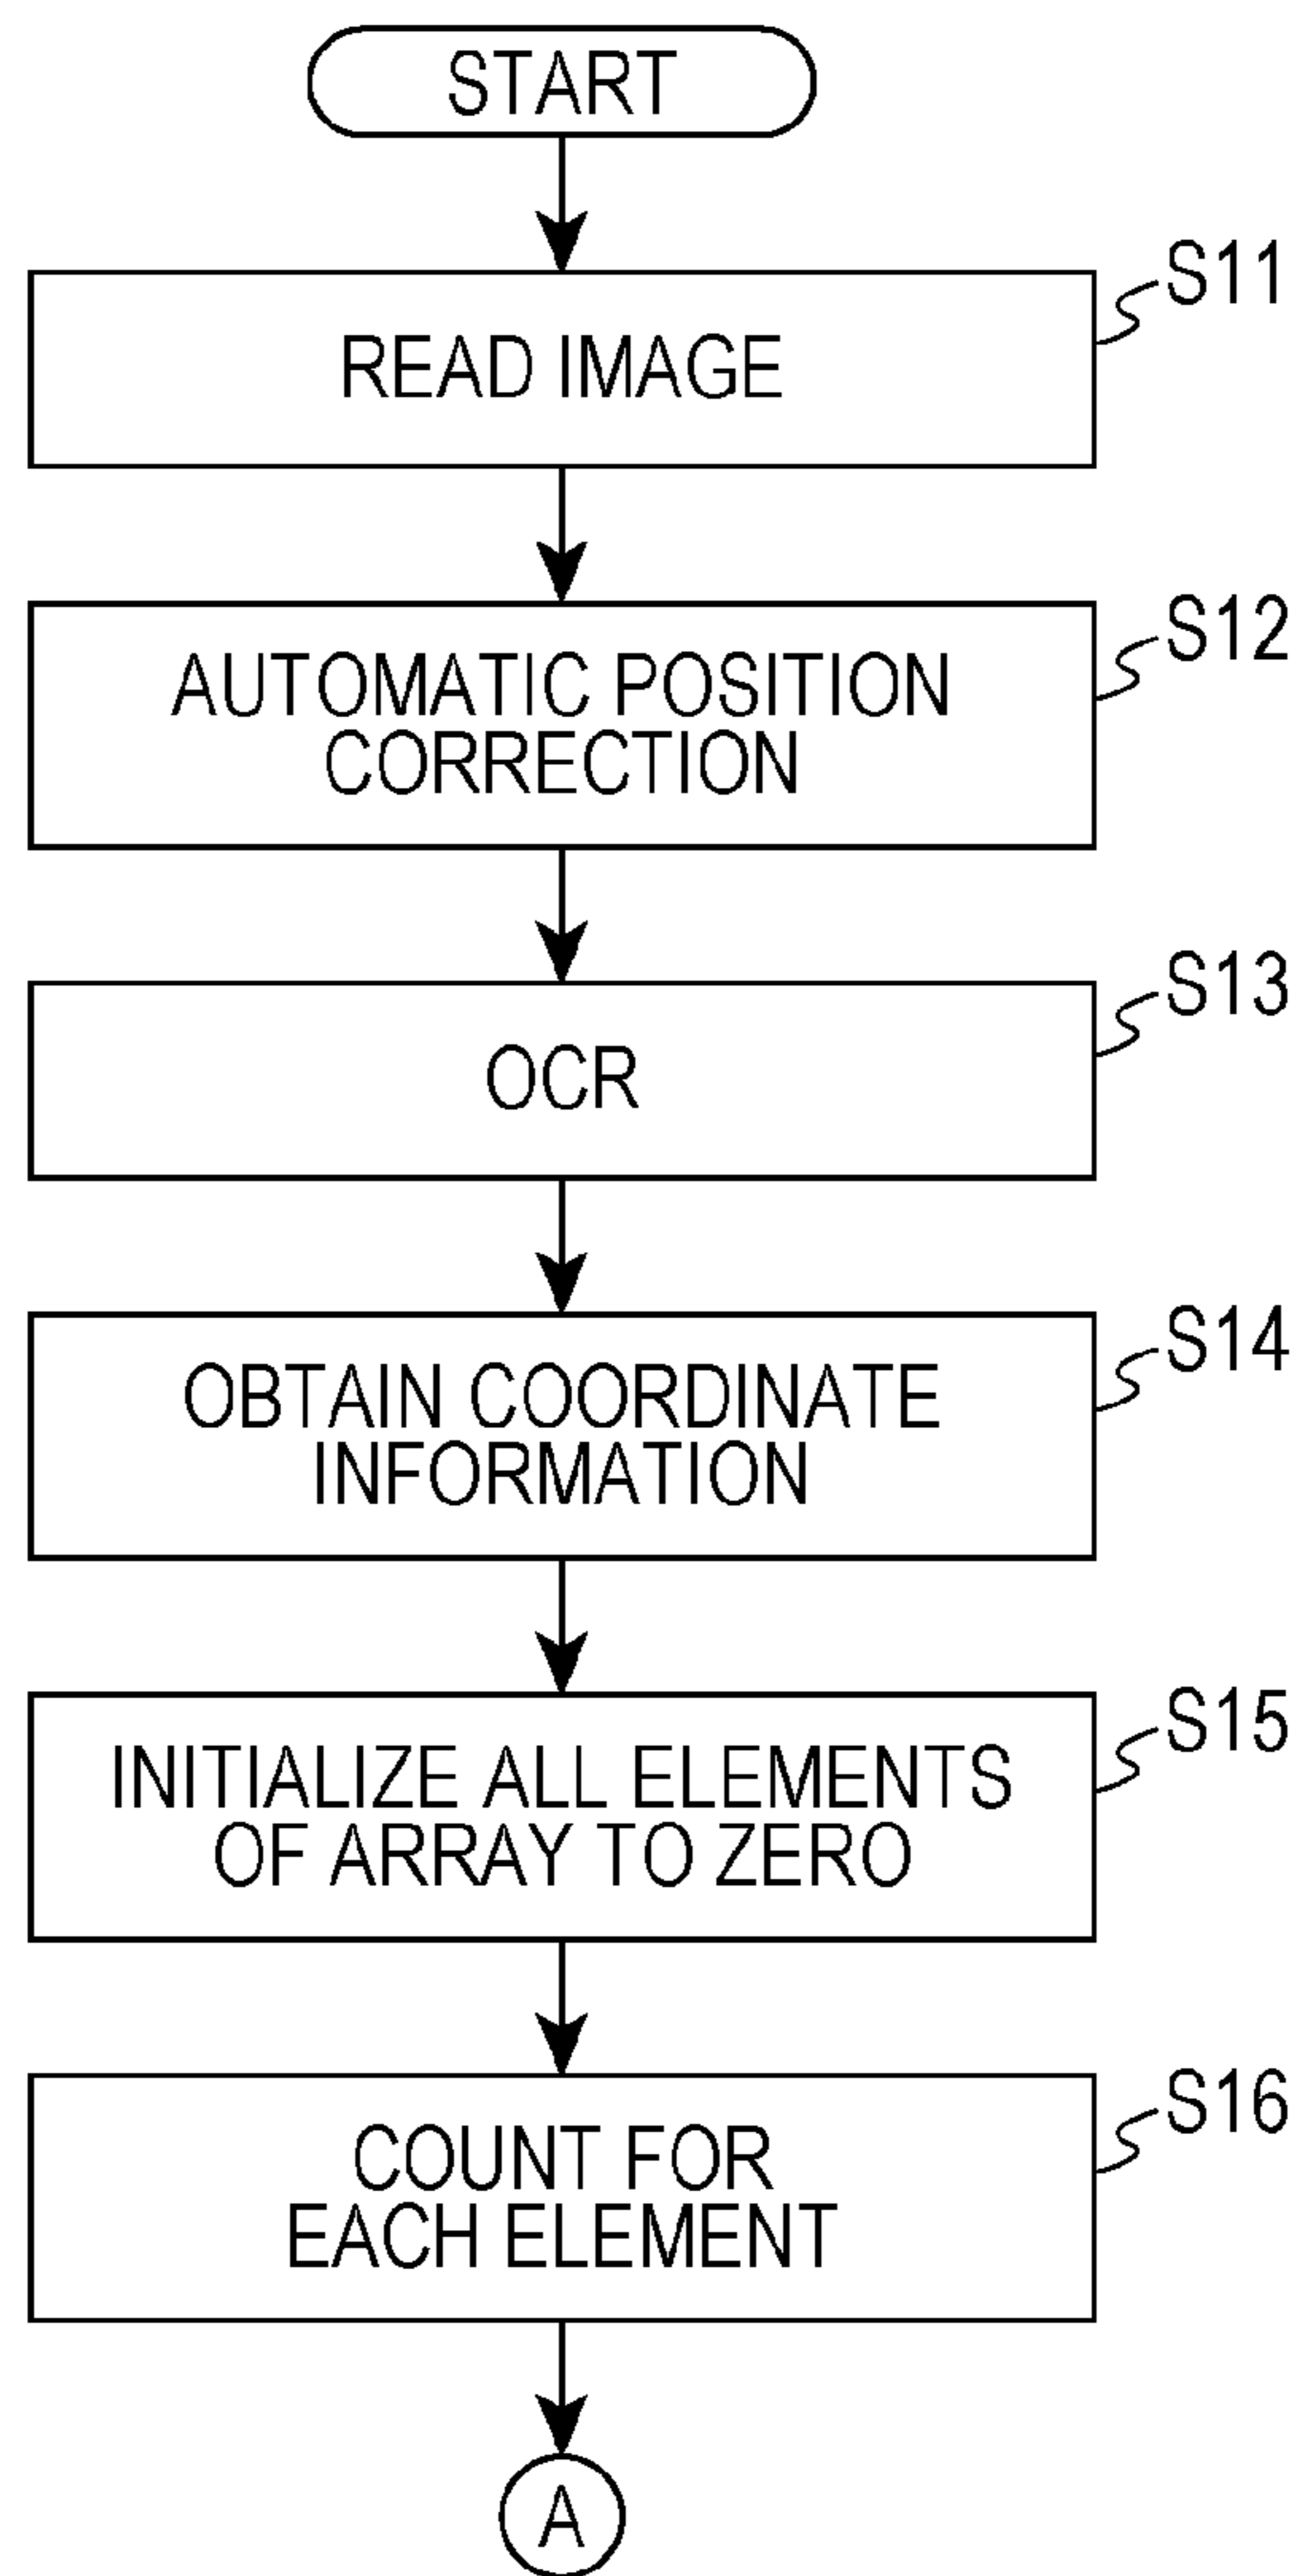 START
READ IMAGE
S11
AUTOMATIC POSITION
CORRECTION
S12
OCR
S13
OBTAIN COORDINATE
INFORMATION
S14
INITIALIZE ALL ELEMENTS
OF ARRAY TO ZERO
S15
COUNT FOR
EACH ELEMENT
S16
A